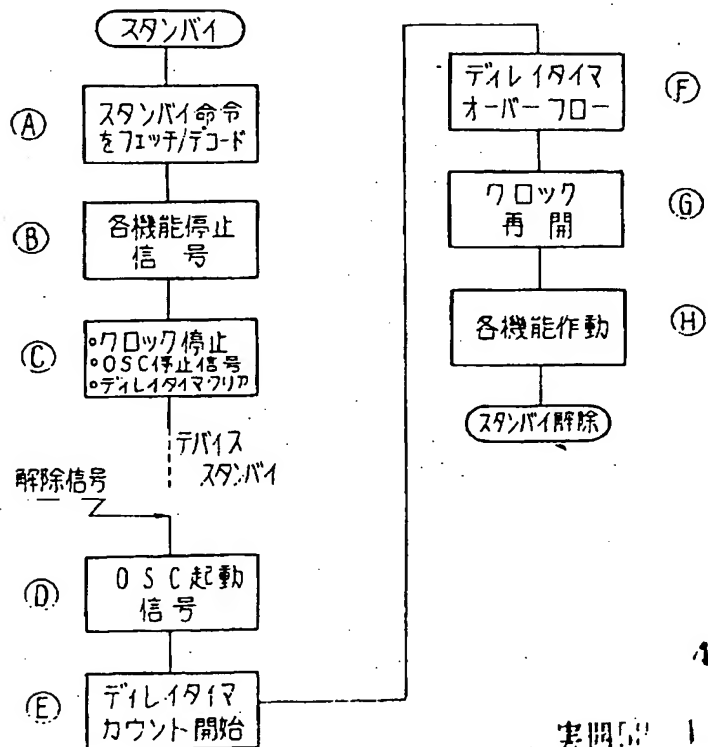 スタンバイ
Ⓐ
スタンバイ命令
をフェッチ/デコード
Ⓑ
各機能停止
信号
Ⓒ
○クロック停止
○OSC停止信号
○ディレイタイマクリア
デバイス
スタンバイ
解除信号
Ⓓ
OSC起動
信号
Ⓔ
ディレイタイマ
カウント開始
ディレイタイマ
オーバーフロー
Ⓕ
クロック
再開
Ⓖ
各機能作動
Ⓗ
スタンバイ解除
実開